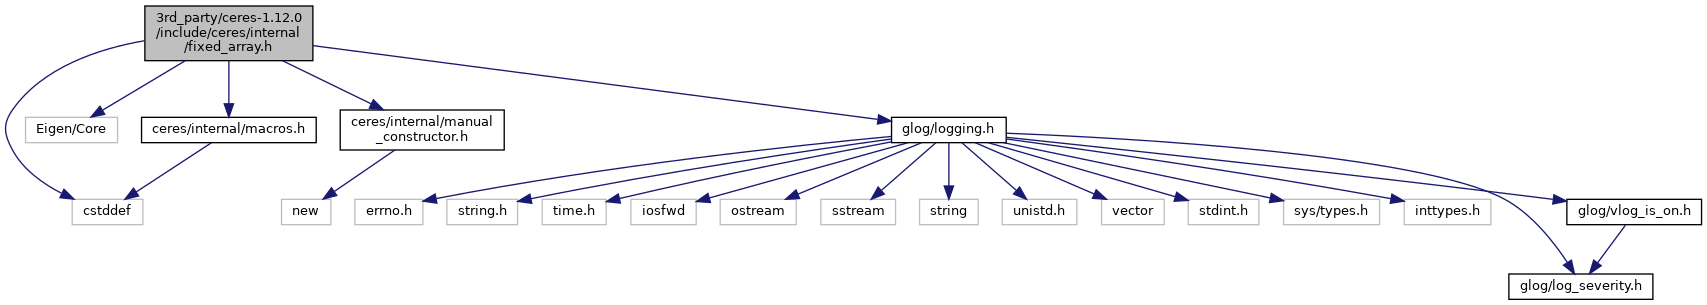 3rd_party/ceres-1.12.0
/include/ceres/internal
/fixed_array.h
Eigen/Core
ceres/internal/macros.h
ceres/internal/manual
_constructor.h
glog/logging.h
cstddef
new
errno.h
string.h
time.h
iosfwd
ostream
sstream
string
unistd.h
vector
stdint.h
sys/types.h
inttypes.h
glog/vlog_is_on.h
glog/log_severity.h